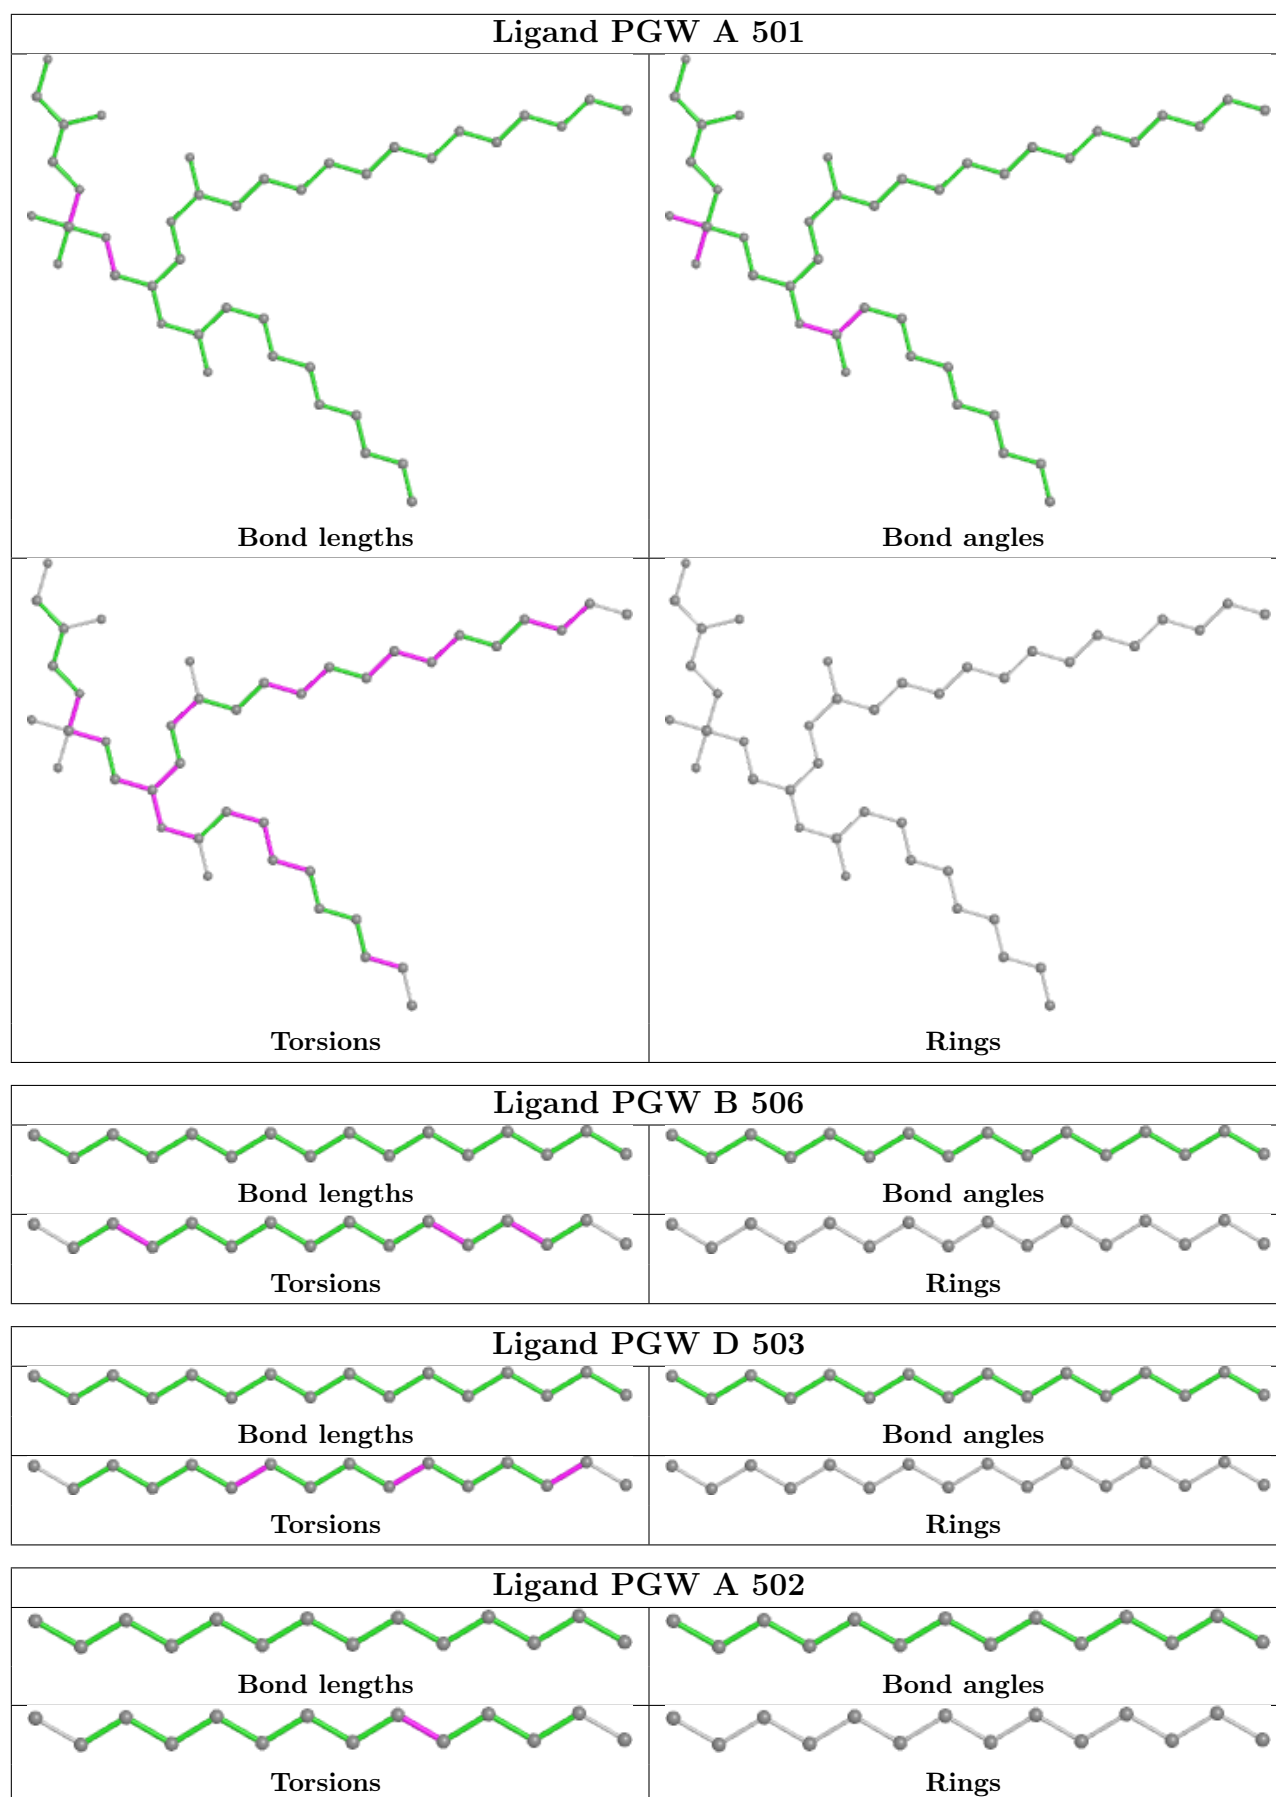 Ligand PGW A 501
Bond lengths
Bond angles
Torsions
Rings
Ligand PGW B 506
Bond lengths
Bond angles
Torsions
Rings
Ligand PGW D 503
Bond lengths
Bond angles
Torsions
Rings
Ligand PGW A 502
Bond lengths
Bond angles
Torsions
Rings